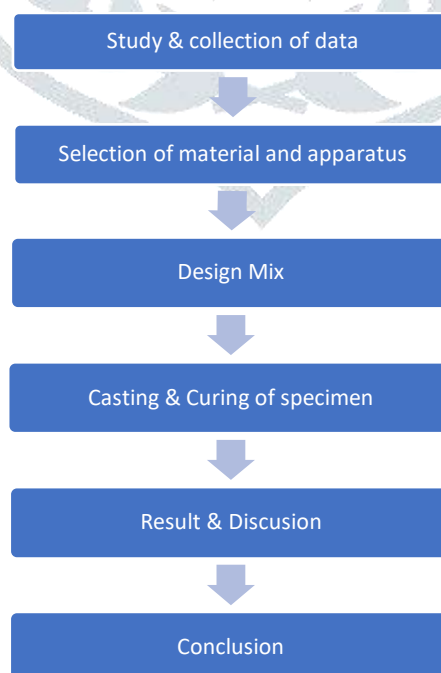 Study & collection of data
Selection of material and apparatus
Design Mix
Casting & Curing of specimen
Result & Discusion
Conclusion